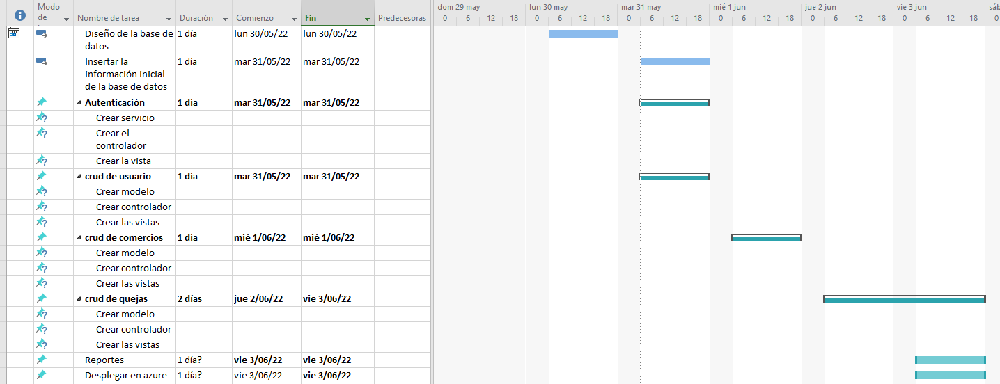 Modo de
Nombre de tarea
Duración
Comienzo
Fin
Predecesoras
dom 29 may
lun 30 may
mar 31 may
mié 1 jun
jue 2 jun
vie 3 jun
sáb
0 6 12 18 0 6 12 18 0 6 12 18 0 6 12 18 0 6 12 18 0 6 12 18 0
Diseño de la base de datos 1 día lun 30/05/22 lun 30/05/22
Insertar la información inicial de la base de datos 1 día mar 31/05/22 mar 31/05/22
Autenticación 1 día mar 31/05/22 mar 31/05/22
Crear servicio
Crear el controlador
Crear la vista
crud de usuario 1 día mar 31/05/22 mar 31/05/22
Crear modelo
Crear controlador
Crear las vistas
crud de comercios 1 día mié 1/06/22 mié 1/06/22
Crear modelo
Crear controlador
Crear las vistas
crud de quejas 2 días jue 2/06/22 vie 3/06/22
Crear modelo
Crear controlador
Crear las vistas
Reportes 1 día? vie 3/06/22 vie 3/06/22
Desplegar en azure 1 día? vie 3/06/22 vie 3/06/22